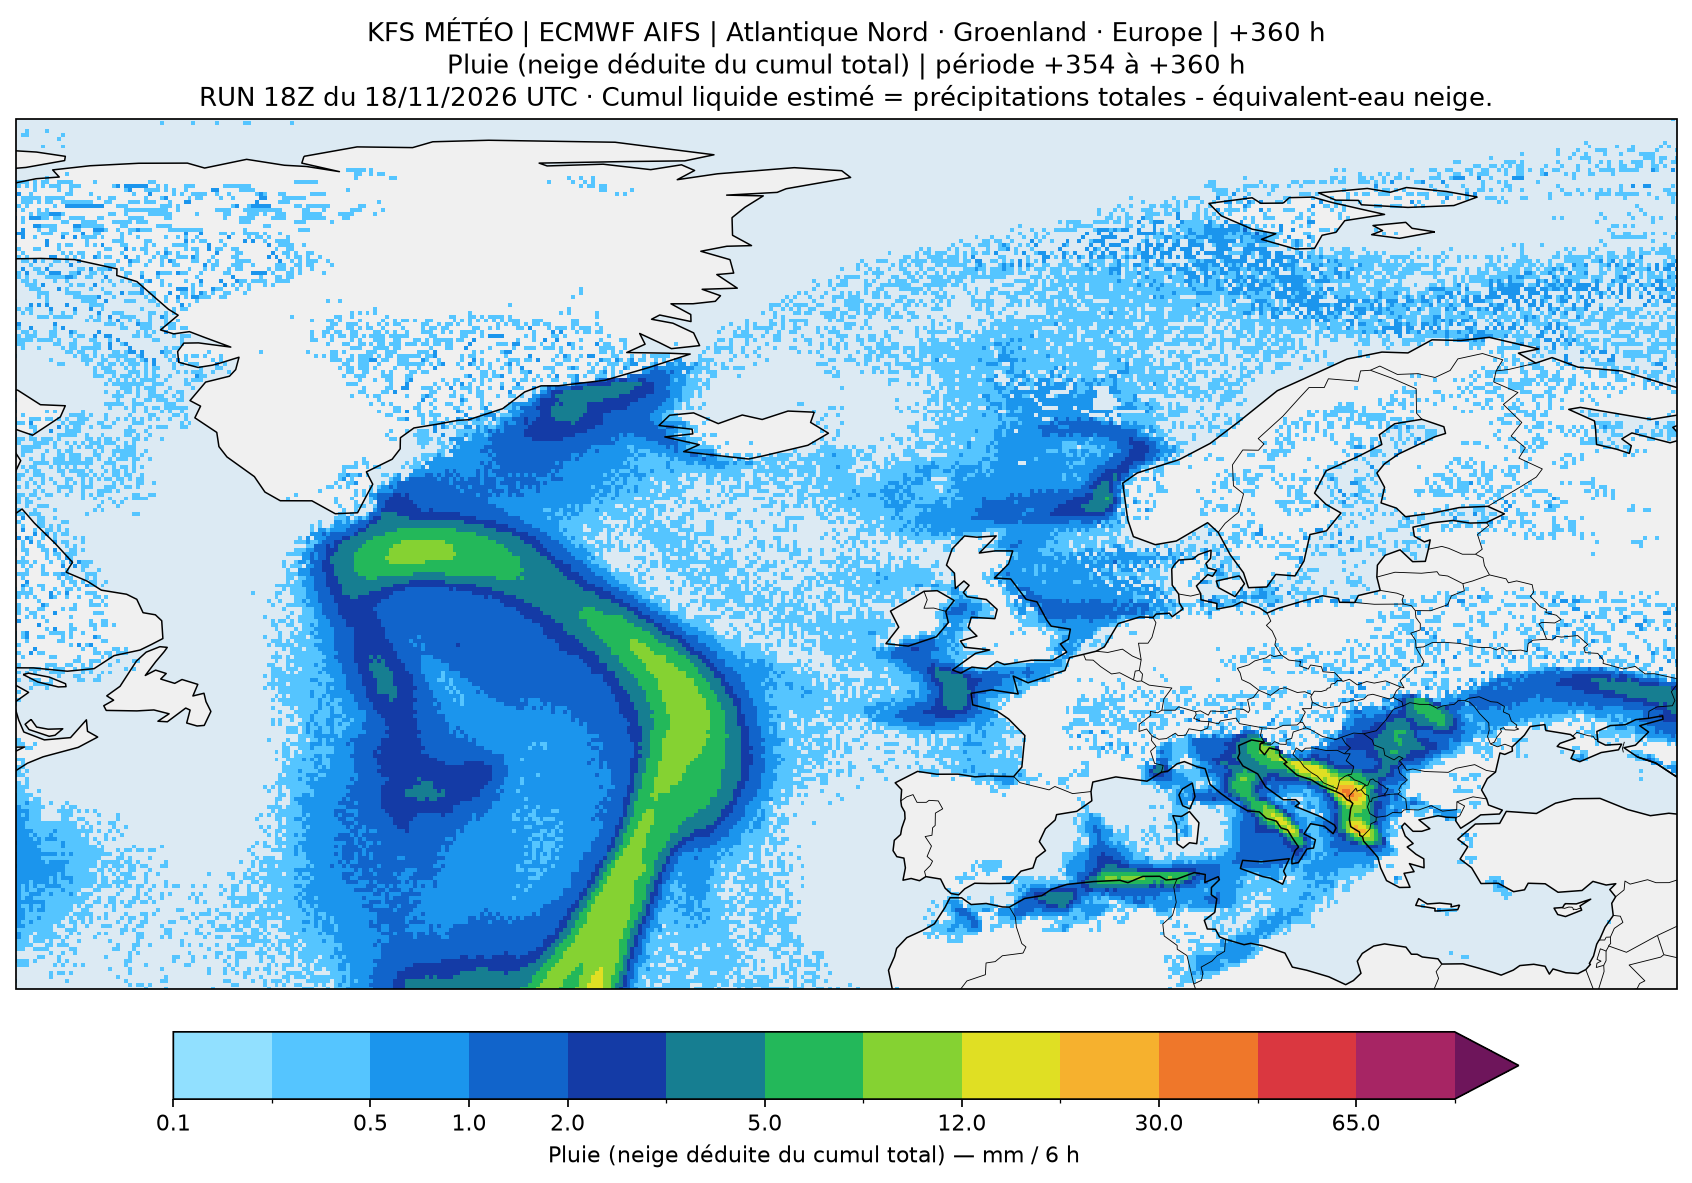 KFS MÉTÉO | ECMWF AIFS | Atlantique Nord · Groenland · Europe | +360 h
Pluie (neige déduite du cumul total) | période +354 à +360 h
RUN 18Z du 18/11/2026 UTC · Cumul liquide estimé = précipitations totales - équivalent-eau neige.
0.1 0.5 1.0 2.0 5.0 12.0 30.0 65.0
Pluie (neige déduite du cumul total) — mm / 6 h